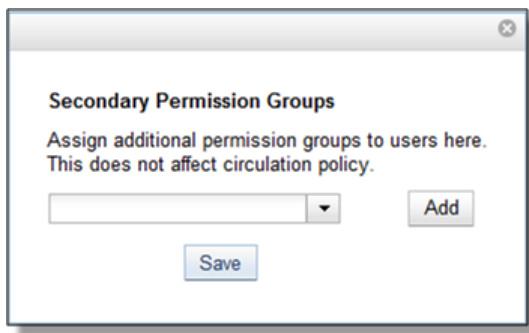 Secondary Permission Groups
Assign additional permission groups to users here.
This does not affect circulation policy.
Add
Save